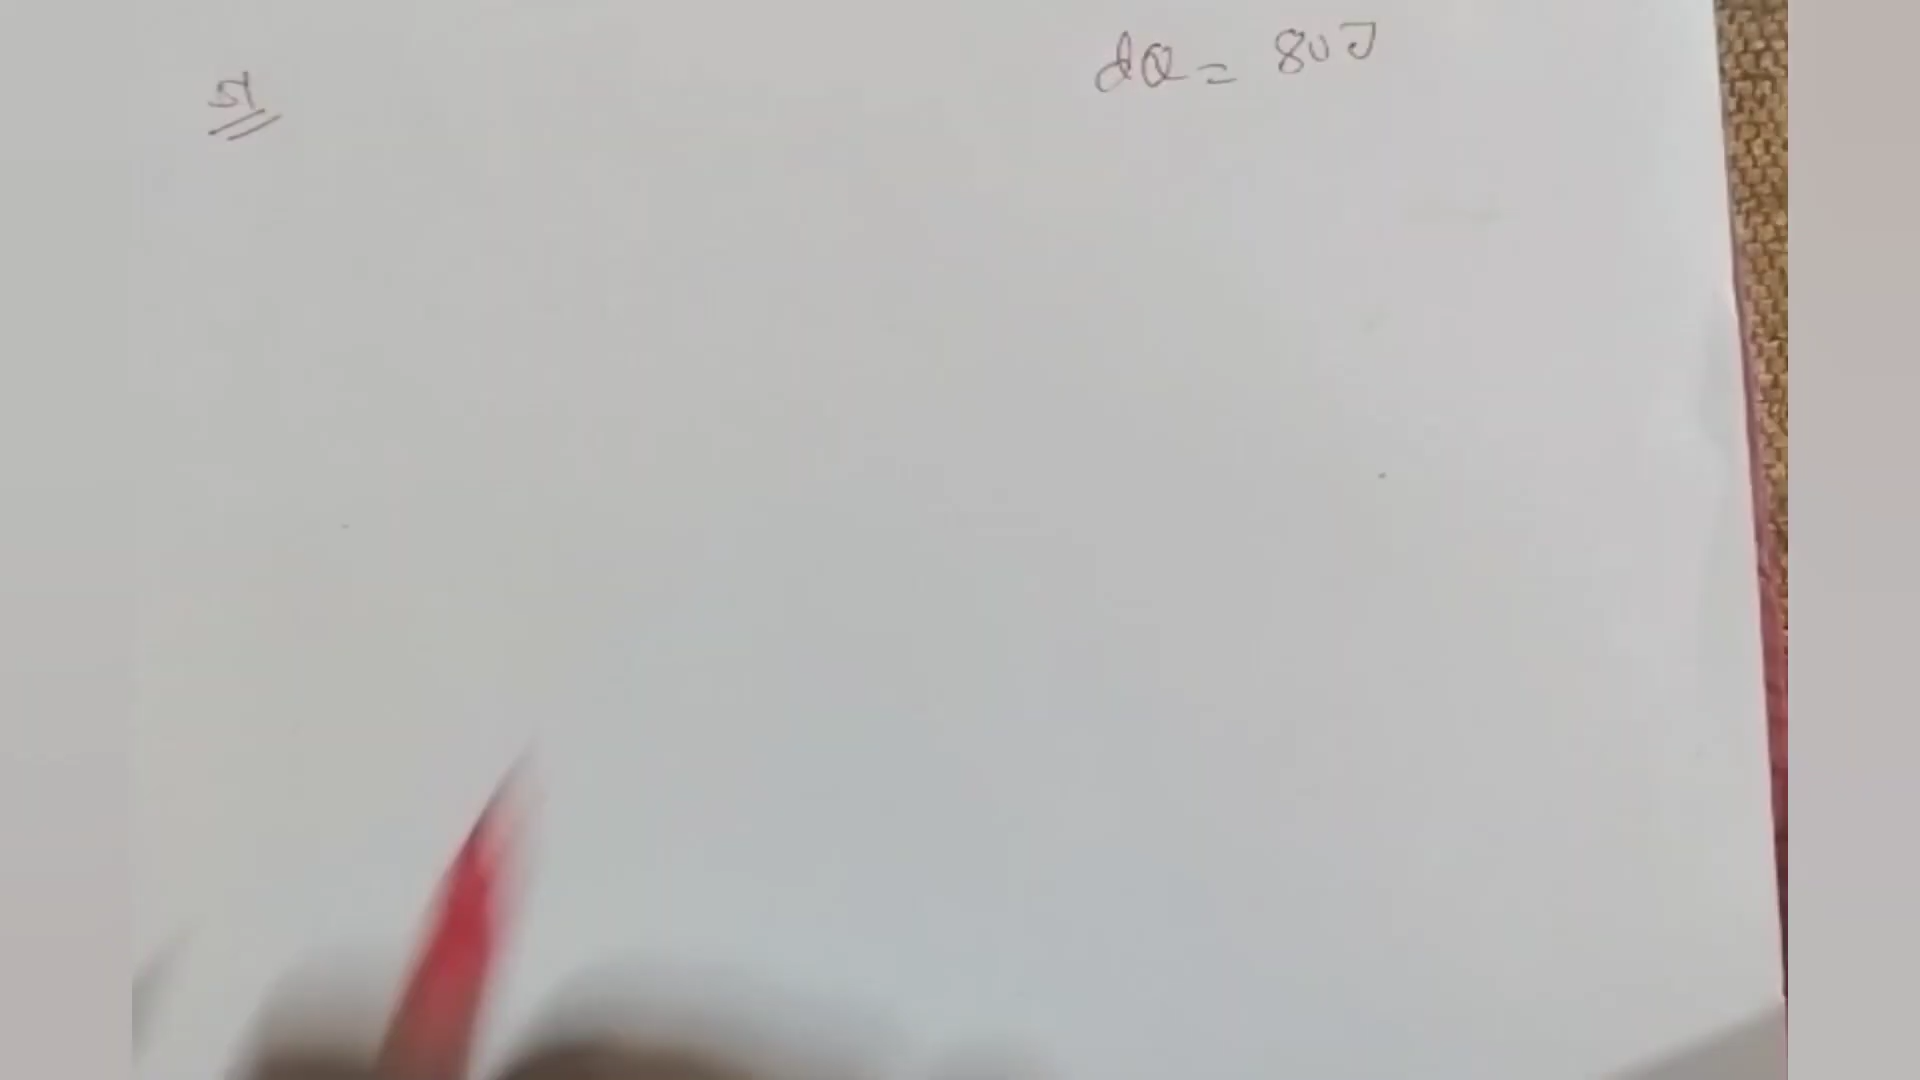 dQ = 80J